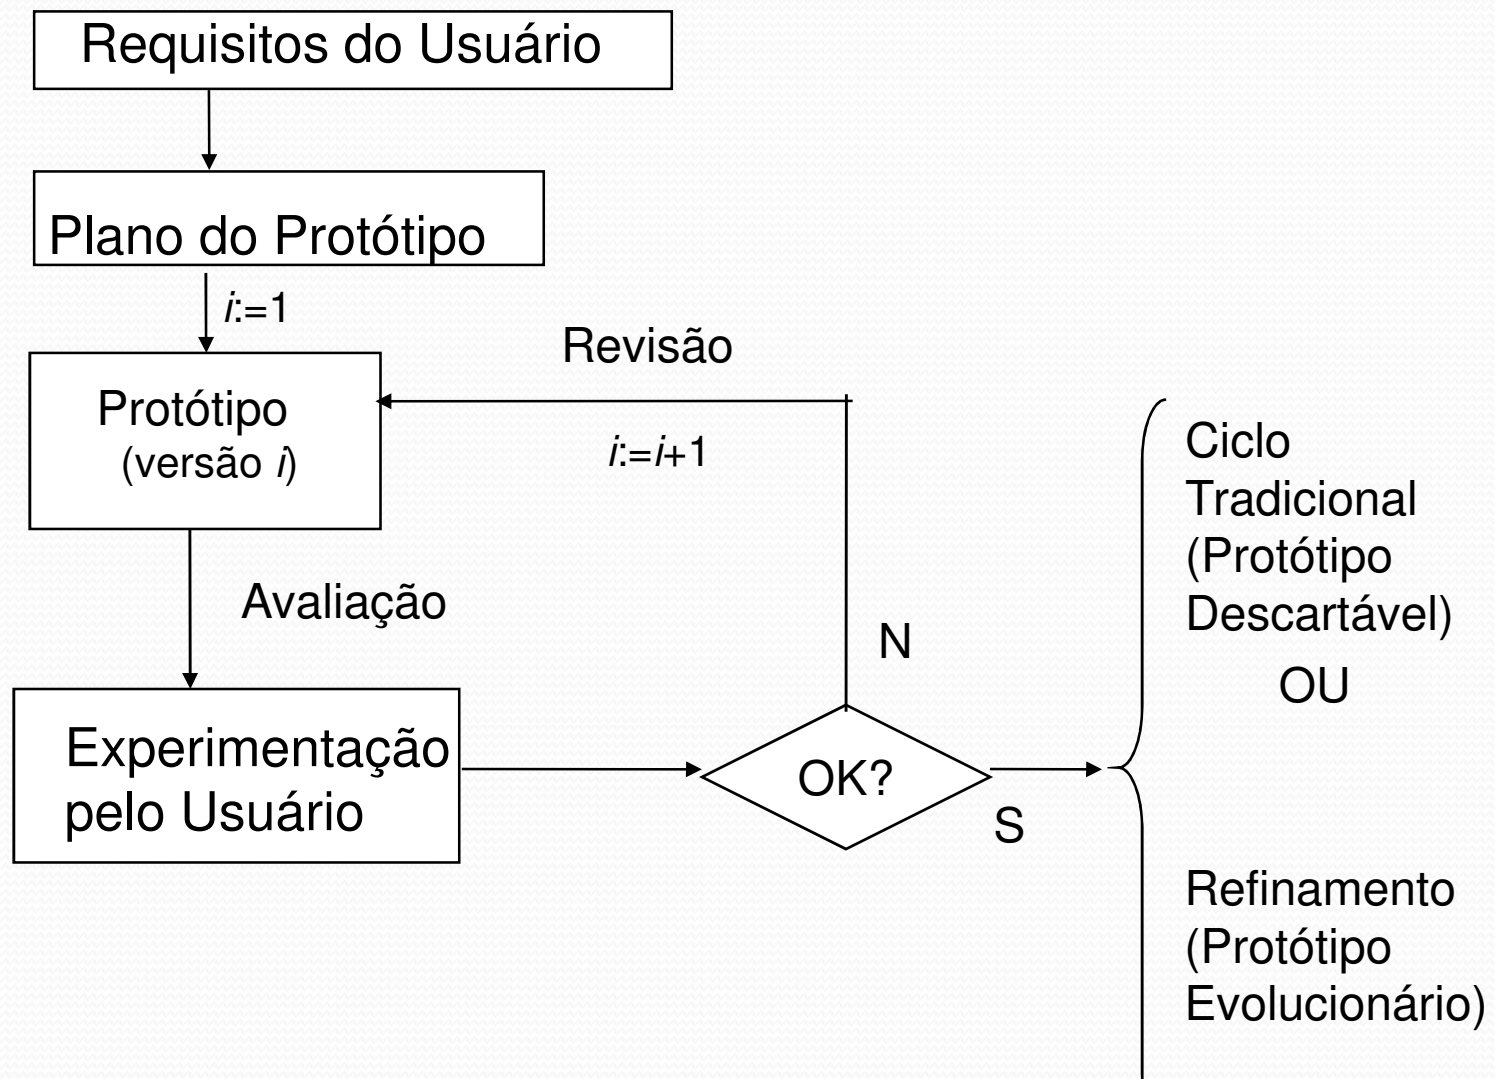 Requisitos do Usuário
Plano do Protótipo
i:=1
Revisão
Protótipo
(versão i)
i:=i+1
Avaliação
N
Experimentação
pelo Usuário
OK?
S
Ciclo
Tradicional
(Protótipo
Descartável)
OU
Refinamento
(Protótipo
Evolucionário)